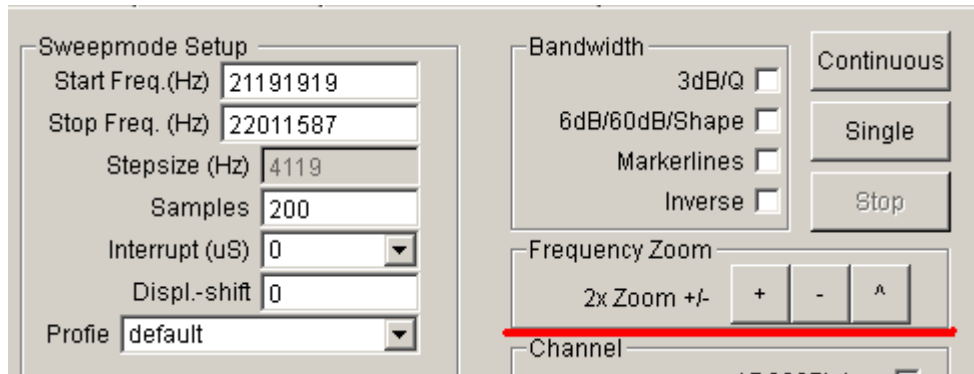 Sweepmode Setup
Start Freq.(Hz) 21191919
Stop Freq. (Hz) 22011587
Stepsize (Hz) 4119
Samples 200
Interrupt (uS) 0
Displ.-shift 0
Profie default
Bandwidth
3dB/Q
6dB/60dB/Shape
Markerlines
Inverse
Continuous
Single
Stop
Frequency Zoom
2x Zoom +/- + - ^
Channel